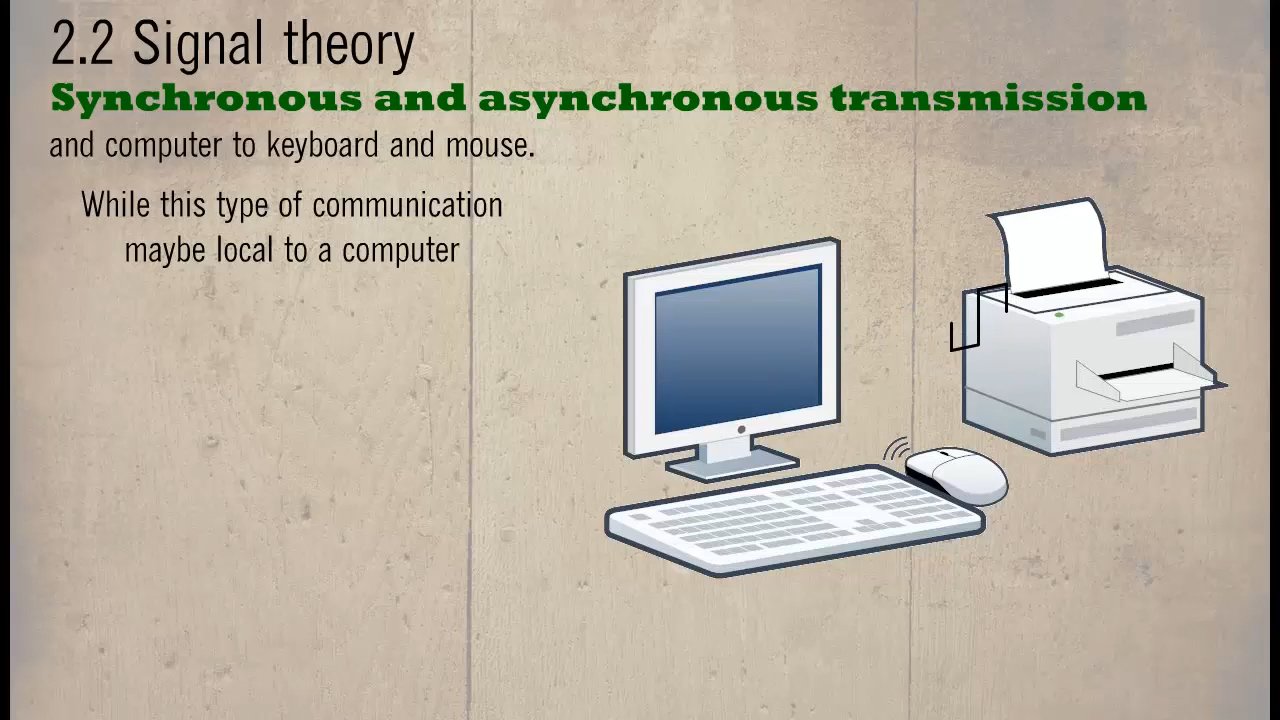 2.2 Signal theory
Synchronous and asynchronous transmission
and computer to keyboard and mouse.
While this type of communication
maybe local to a computer